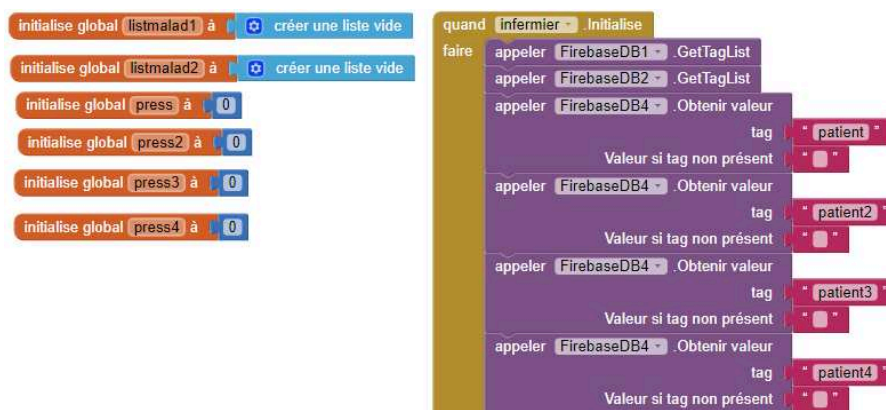 initialise global listmalad1 à créer une liste vide
initialise global listmalad2 à créer une liste vide
initialise global press à 0
initialise global press2 à 0
initialise global press3 à 0
initialise global press4 à 0
quand infermier .Initialise
faire appeler FirebaseDB1 .GetTagList
appeler FirebaseDB2 .GetTagList
appeler FirebaseDB4 .Obtenir valeur
tag " patient "
Valeur si tag non présent " "
appeler FirebaseDB4 .Obtenir valeur
tag " patient2 "
Valeur si tag non présent " "
appeler FirebaseDB4 .Obtenir valeur
tag " patient3 "
Valeur si tag non présent " "
appeler FirebaseDB4 .Obtenir valeur
tag " patient4 "
Valeur si tag non présent " "